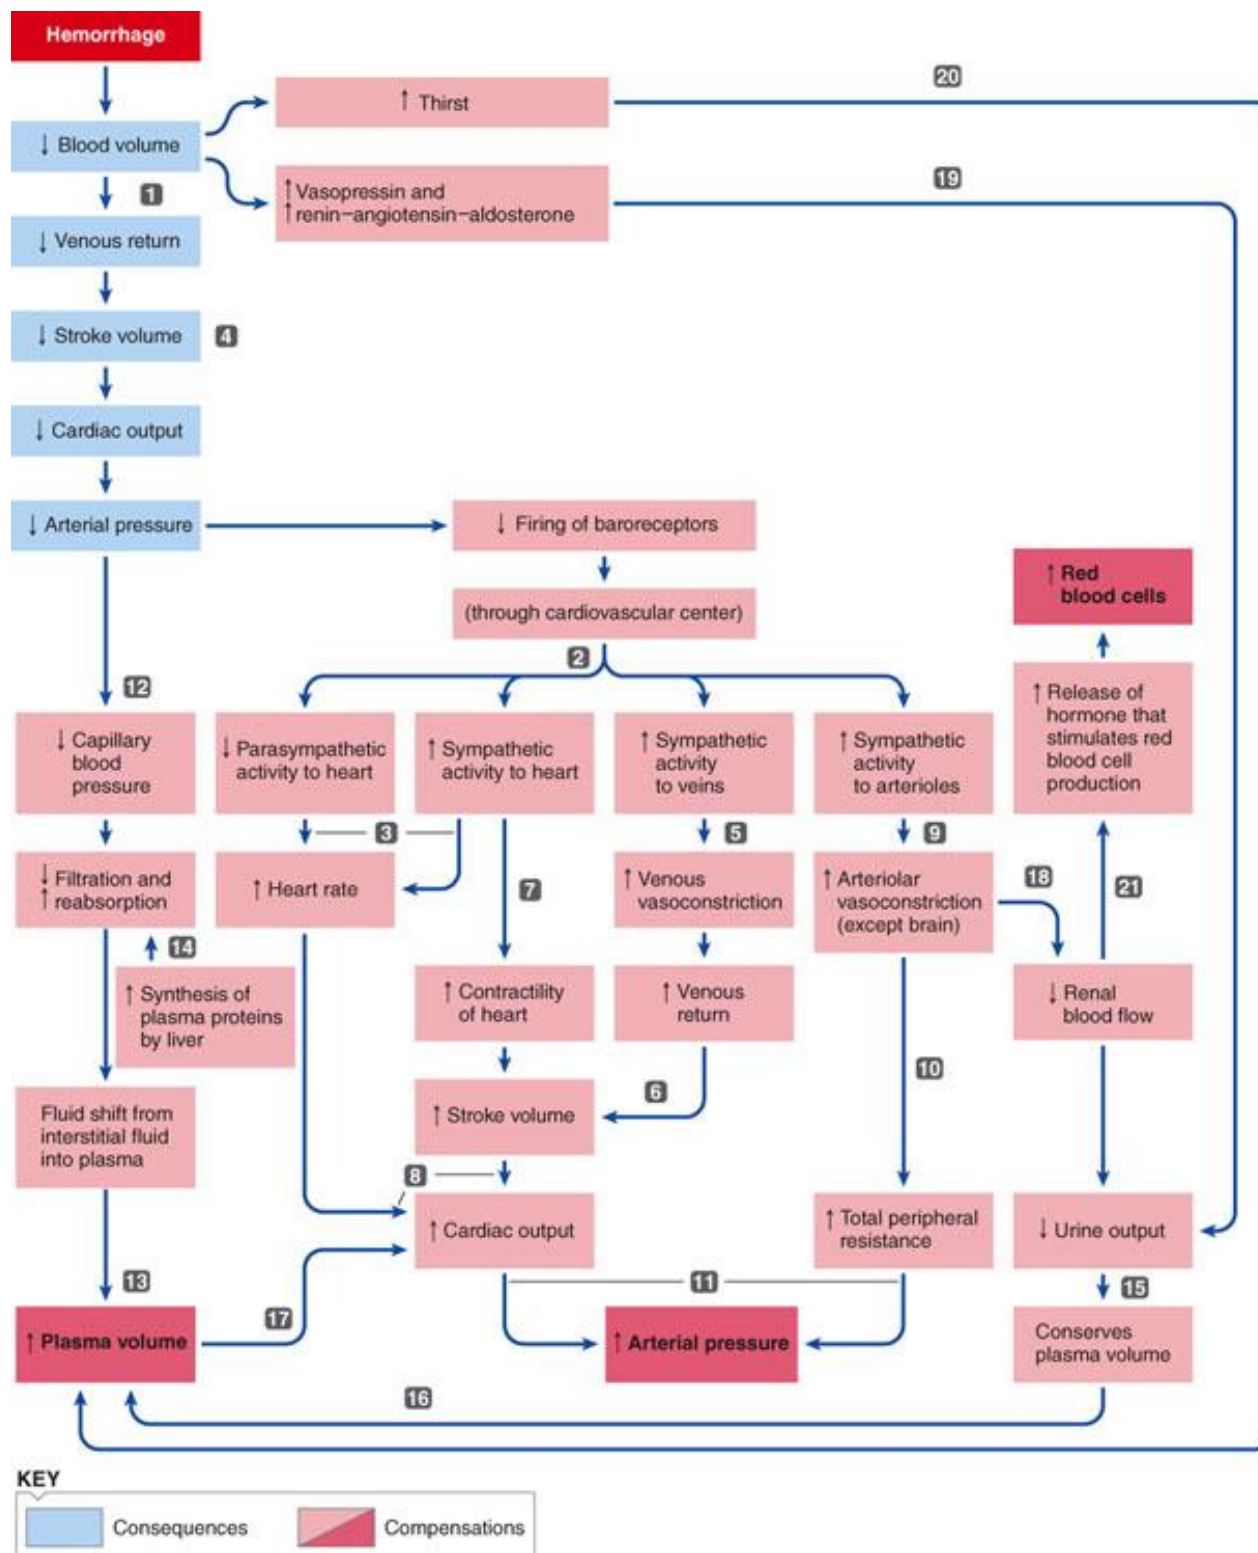 Hemorrhage
20
↑ Thirst
↓ Blood volume
1
↑ Vasopressin and
↑ renin–angiotensin–aldosterone
19
↓ Venous return
↓ Stroke volume
4
↓ Cardiac output
↓ Arterial pressure
↓ Firing of baroreceptors
(through cardiovascular center)
2
↑ Red
blood cells
12
↓ Capillary
blood
pressure
↓ Parasympathetic
activity to heart
↑ Sympathetic
activity to heart
↑ Sympathetic
activity
to veins
↑ Sympathetic
activity
to arterioles
↑ Release of
hormone that
stimulates red
blood cell
production
3
5
9
↓ Filtration and
↑ reabsorption
↑ Heart rate
7
↑ Venous
vasoconstriction
↑ Arteriolar
vasoconstriction
(except brain)
18
21
14
↑ Synthesis of
plasma proteins
by liver
↑ Contractility
of heart
↑ Venous
return
↓ Renal
blood flow
10
6
Fluid shift from
interstitial fluid
into plasma
↑ Stroke volume
8
↑ Cardiac output
↑ Total peripheral
resistance
↓ Urine output
13
11
15
↑ Plasma volume
17
↑ Arterial pressure
Conserves
plasma volume
16
KEY
Consequences
Compensations